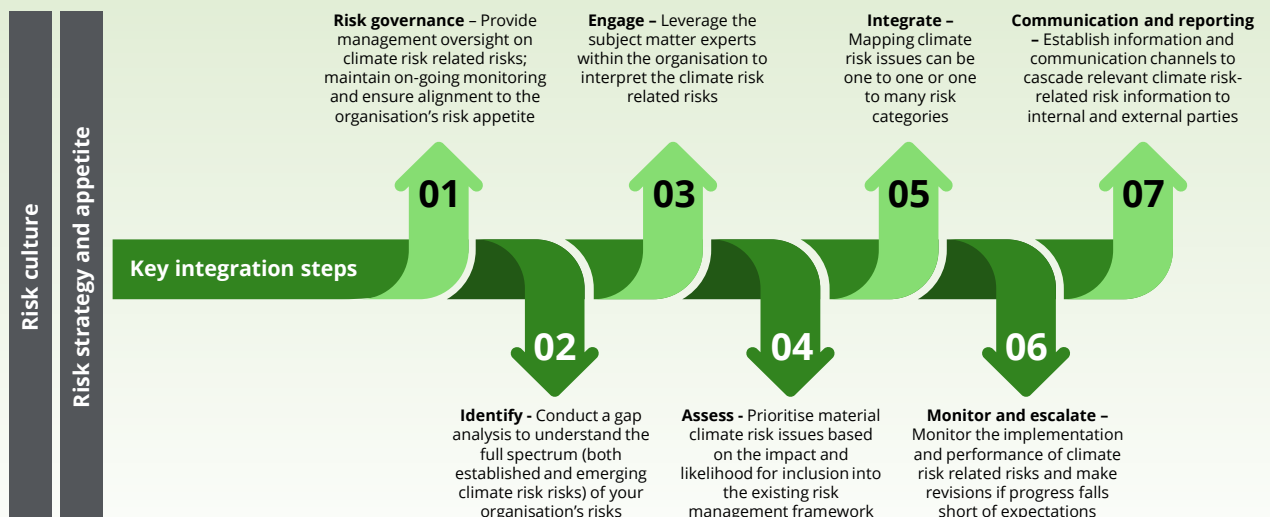 Risk culture
Risk strategy and appetite
Key integration steps
Risk governance – Provide
management oversight on
climate risk related risks;
maintain on-going monitoring
and ensure alignment to the
organisation’s risk appetite
01
02
Identify - Conduct a gap
analysis to understand the
full spectrum (both
established and emerging
climate risk risks) of your
organisation’s risks
Engage – Leverage the
subject matter experts
within the organisation to
interpret the climate risk
related risks
03
04
Assess - Prioritise material
climate risk issues based
on the impact and
likelihood for inclusion into
the existing risk
management framework
Integrate –
Mapping climate
risk issues can be
one to one or one
to many risk
categories
05
06
Monitor and escalate –
Monitor the implementation
and performance of climate
risk related risks and make
revisions if progress falls
short of expectations
Communication and reporting
– Establish information and
communication channels to
cascade relevant climate risk-
related risk information to
internal and external parties
07